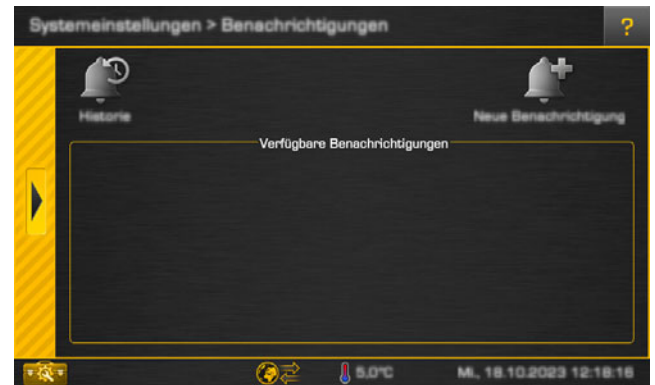 Systemeinstellungen > Benachrichtigungen
?
Historie
Neue Benachrichtigung
Verfügbare Benachrichtigungen
5,0°C
Mi., 18.10.2023 12:18:16